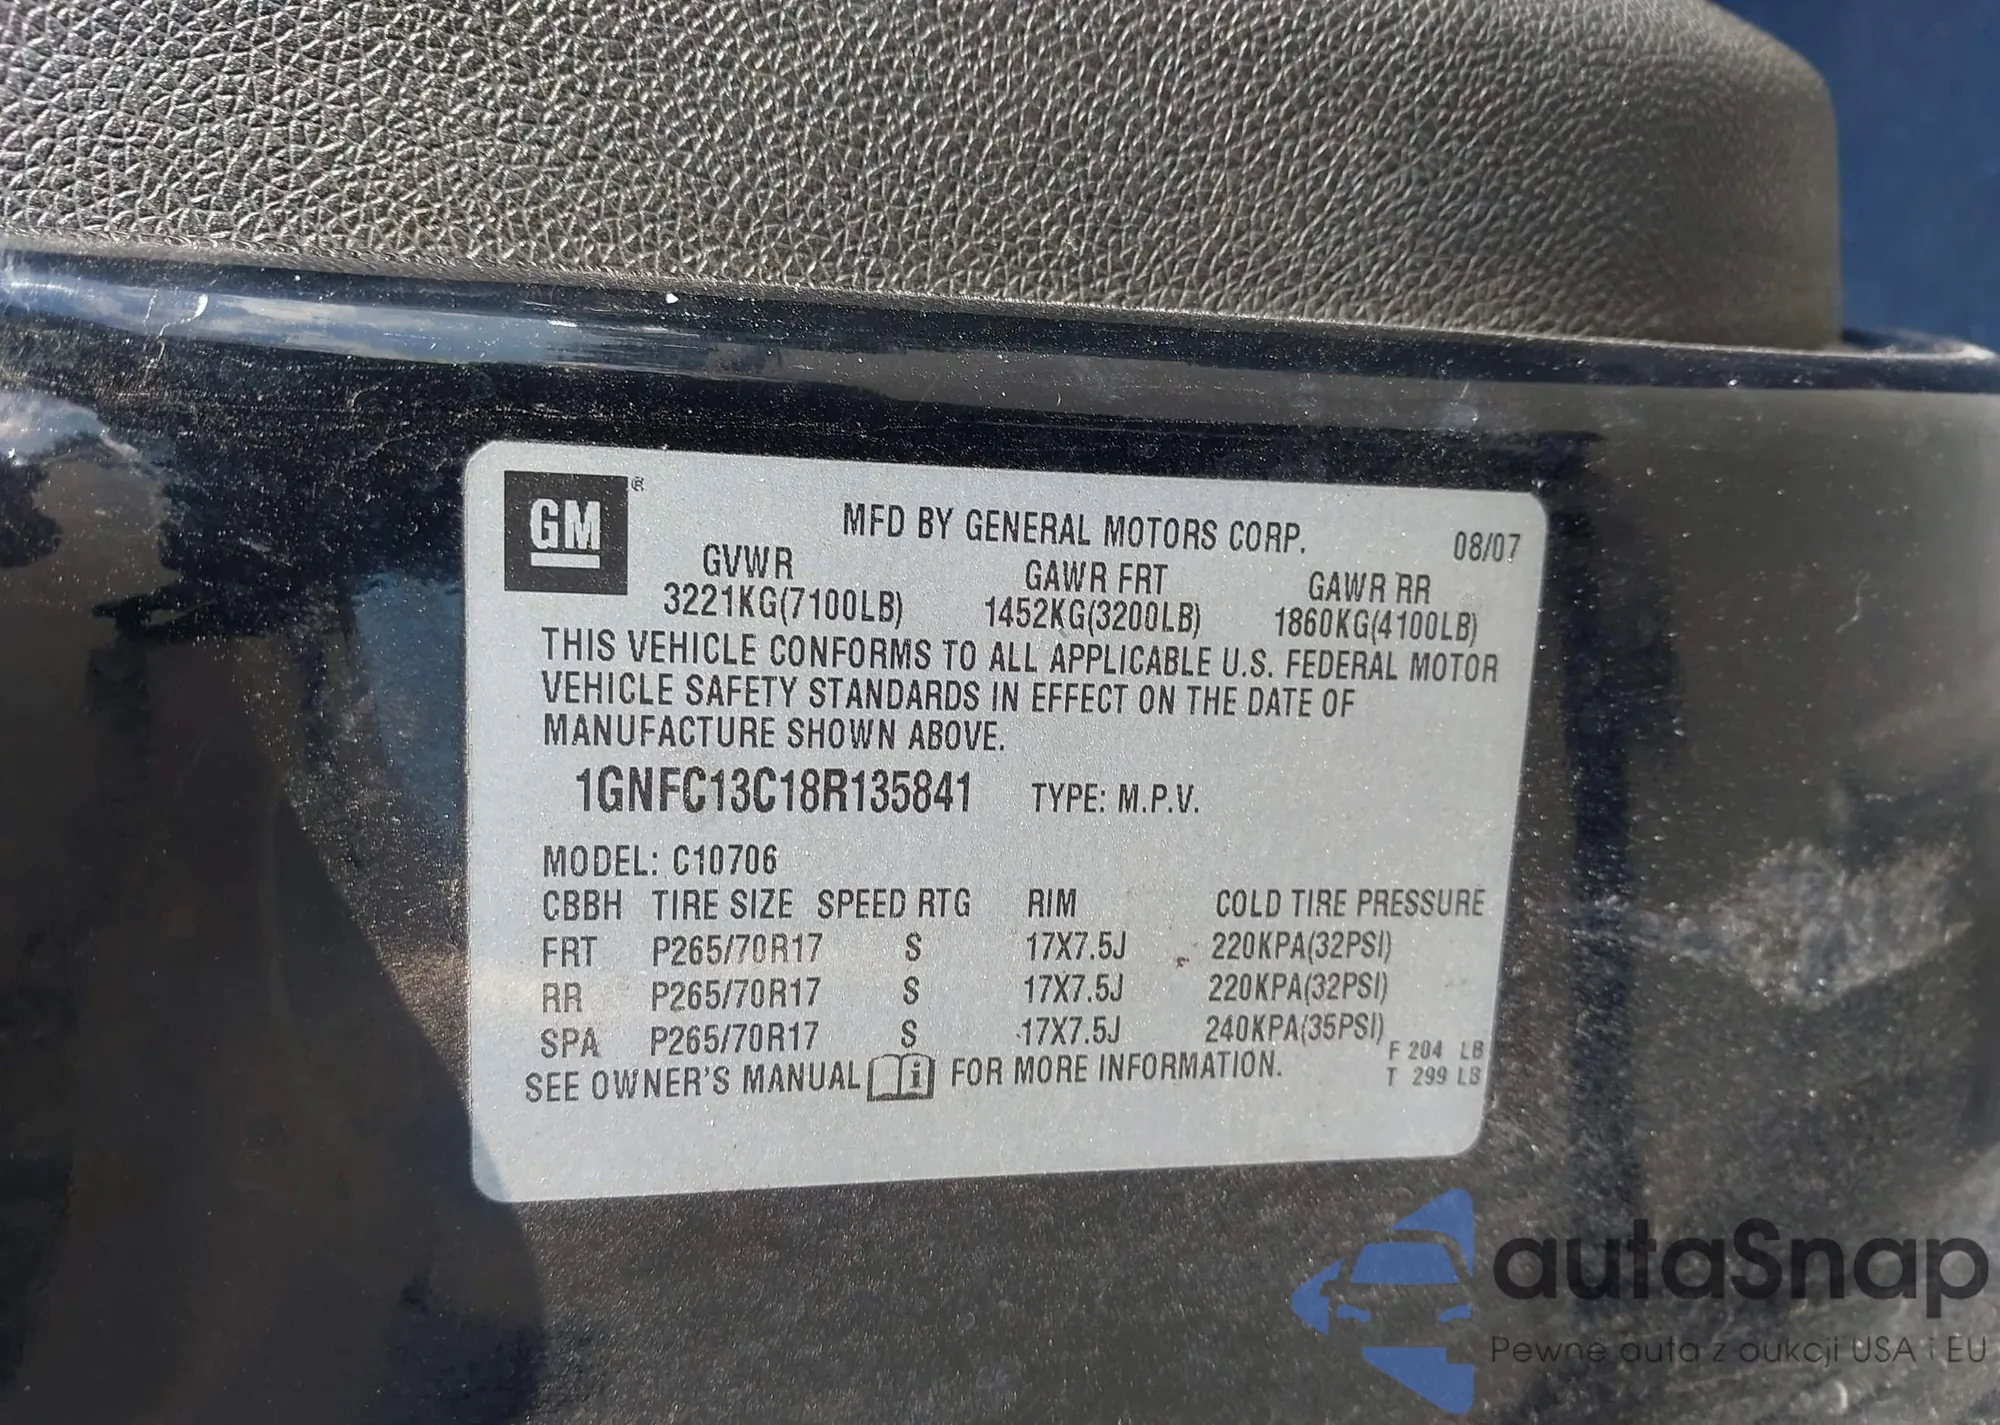 GM ®
MFD BY GENERAL MOTORS CORP. 08/07
GVWR GAWR FRT GAWR RR
3221KG(7100LB) 1452KG(3200LB) 1860KG(4100LB)
THIS VEHICLE CONFORMS TO ALL APPLICABLE U.S. FEDERAL MOTOR
VEHICLE SAFETY STANDARDS IN EFFECT ON THE DATE OF
MANUFACTURE SHOWN ABOVE.
1GNFC13C18R135841 TYPE: M.P.V.
MODEL: C10706
CBBH TIRE SIZE SPEED RTG RIM COLD TIRE PRESSURE
FRT P265/70R17 S 17X7.5J 220KPA(32PSI)
RR P265/70R17 S 17X7.5J 220KPA(32PSI)
SPA P265/70R17 S 17X7.5J 240KPA(35PSI)
F 204 LB
T 299 LB
SEE OWNER'S MANUAL i FOR MORE INFORMATION.
autaSnap
Pewne auta z aukcji USA i EU